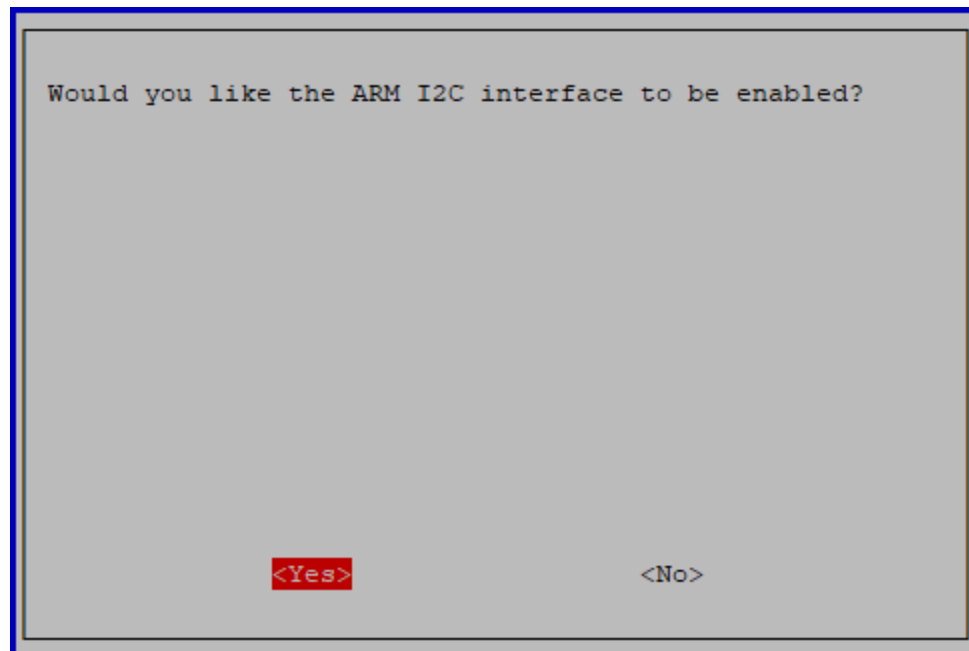 Would you like the ARM I2C interface to be enabled?
<Yes> <No>